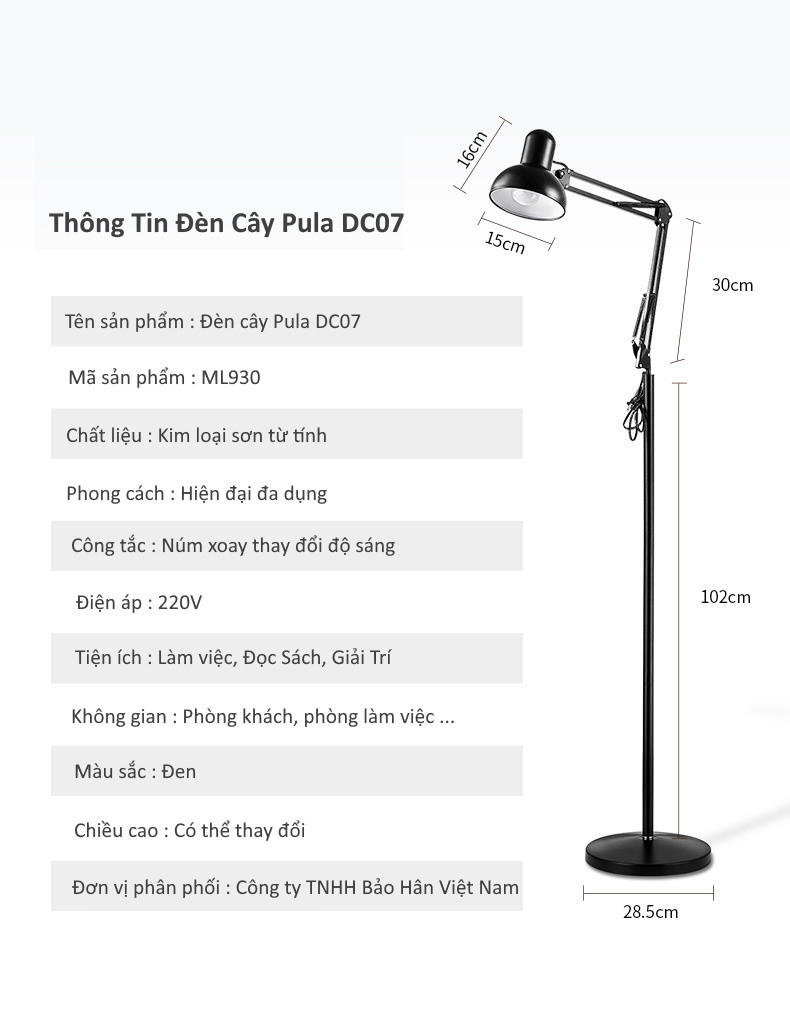 16cm
15cm
Thông Tin Đèn Cây Pula DC07
30cm
Tên sản phẩm : Đèn cây Pula DC07
Mã sản phẩm : ML930
Chất liệu : Kim loại sơn từ tính
Phong cách : Hiện đại đa dụng
Công tắc : Núm xoay thay đổi độ sáng
Điện áp : 220V
102cm
Tiện ích : Làm việc, Đọc Sách, Giải Trí
Không gian : Phòng khách, phòng làm việc ...
Màu sắc : Đen
Chiều cao : Có thể thay đổi
Đơn vị phân phối : Công ty TNHH Bảo Hân Việt Nam
28.5cm